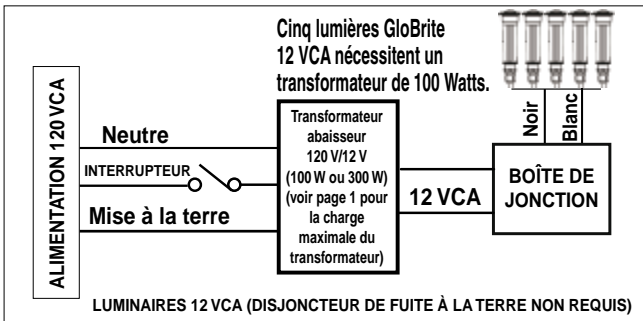 Cinq lumières GloBrite
12 VCA nécessitent un
transformateur de 100 Watts.
ALIMENTATION 120 VCA
Neutre
INTERRUPTEUR
Mise à la terre
Transformateur
abaisseur
120 V/12 V
(100 W ou 300 W)
(voir page 1 pour
la charge
maximale du
transformateur)
12 VCA
Noir
Blanc
BOÎTE DE
JONCTION
LUMINAIRES 12 VCA (DISJONCTEUR DE FUITE À LA TERRE NON REQUIS)